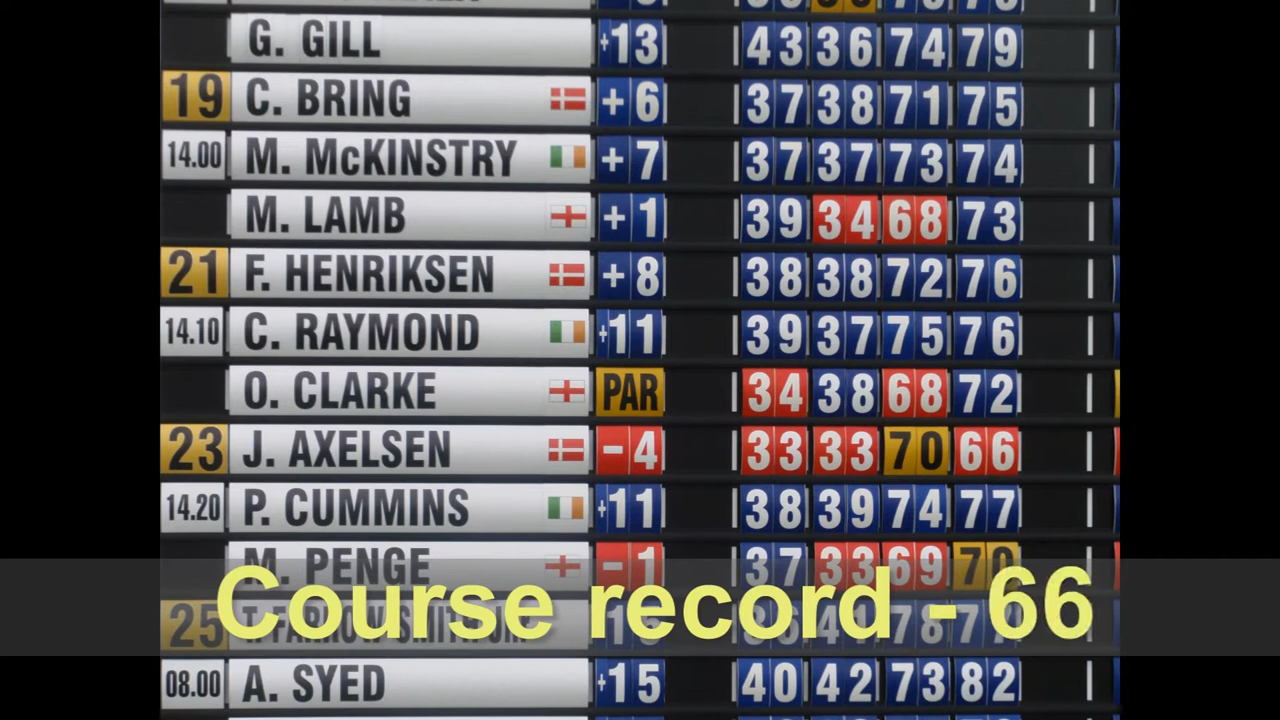 G. GILL +13 43 36 74 79
19 C. BRING +6 37 38 71 75
14.00 M. McKINSTRY +7 37 37 73 74
M. LAMB +1 39 34 68 73
21 F. HENRIKSEN +8 38 38 72 76
14.10 C. RAYMOND +11 39 37 75 76
O. CLARKE PAR 34 38 68 72
23 J. AXELSEN -4 33 33 70 66
14.20 P. CUMMINS +11 38 39 74 77
M. PENGE -1 37 33 69 70
Course record - 66
25
08.00 A. SYED +15 40 42 73 82